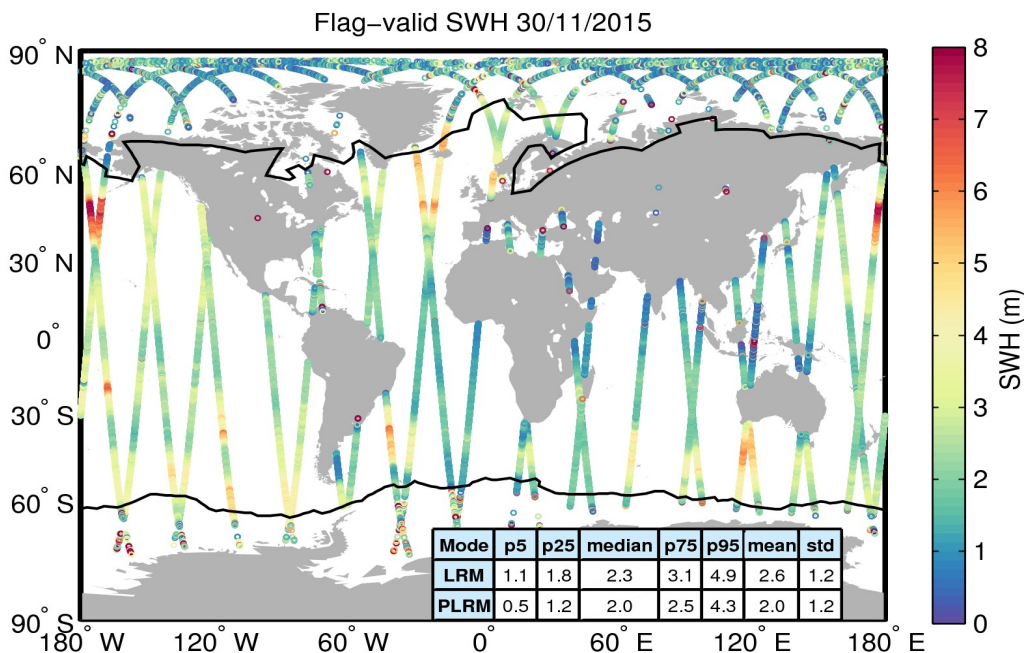 Flag−valid SWH 30/11/2015
90° N
60° N
30° N
0°
30° S
60° S
90° S
180° W
120° W
60° W
0°
60° E
120° E
180° E
8
7
6
5
4
3
2
1
0
SWH (m)
Mode p5 p25 median p75 p95 mean std
LRM 1.1 1.8 2.3 3.1 4.9 2.6 1.2
PLRM 0.5 1.2 2.0 2.5 4.3 2.0 1.2